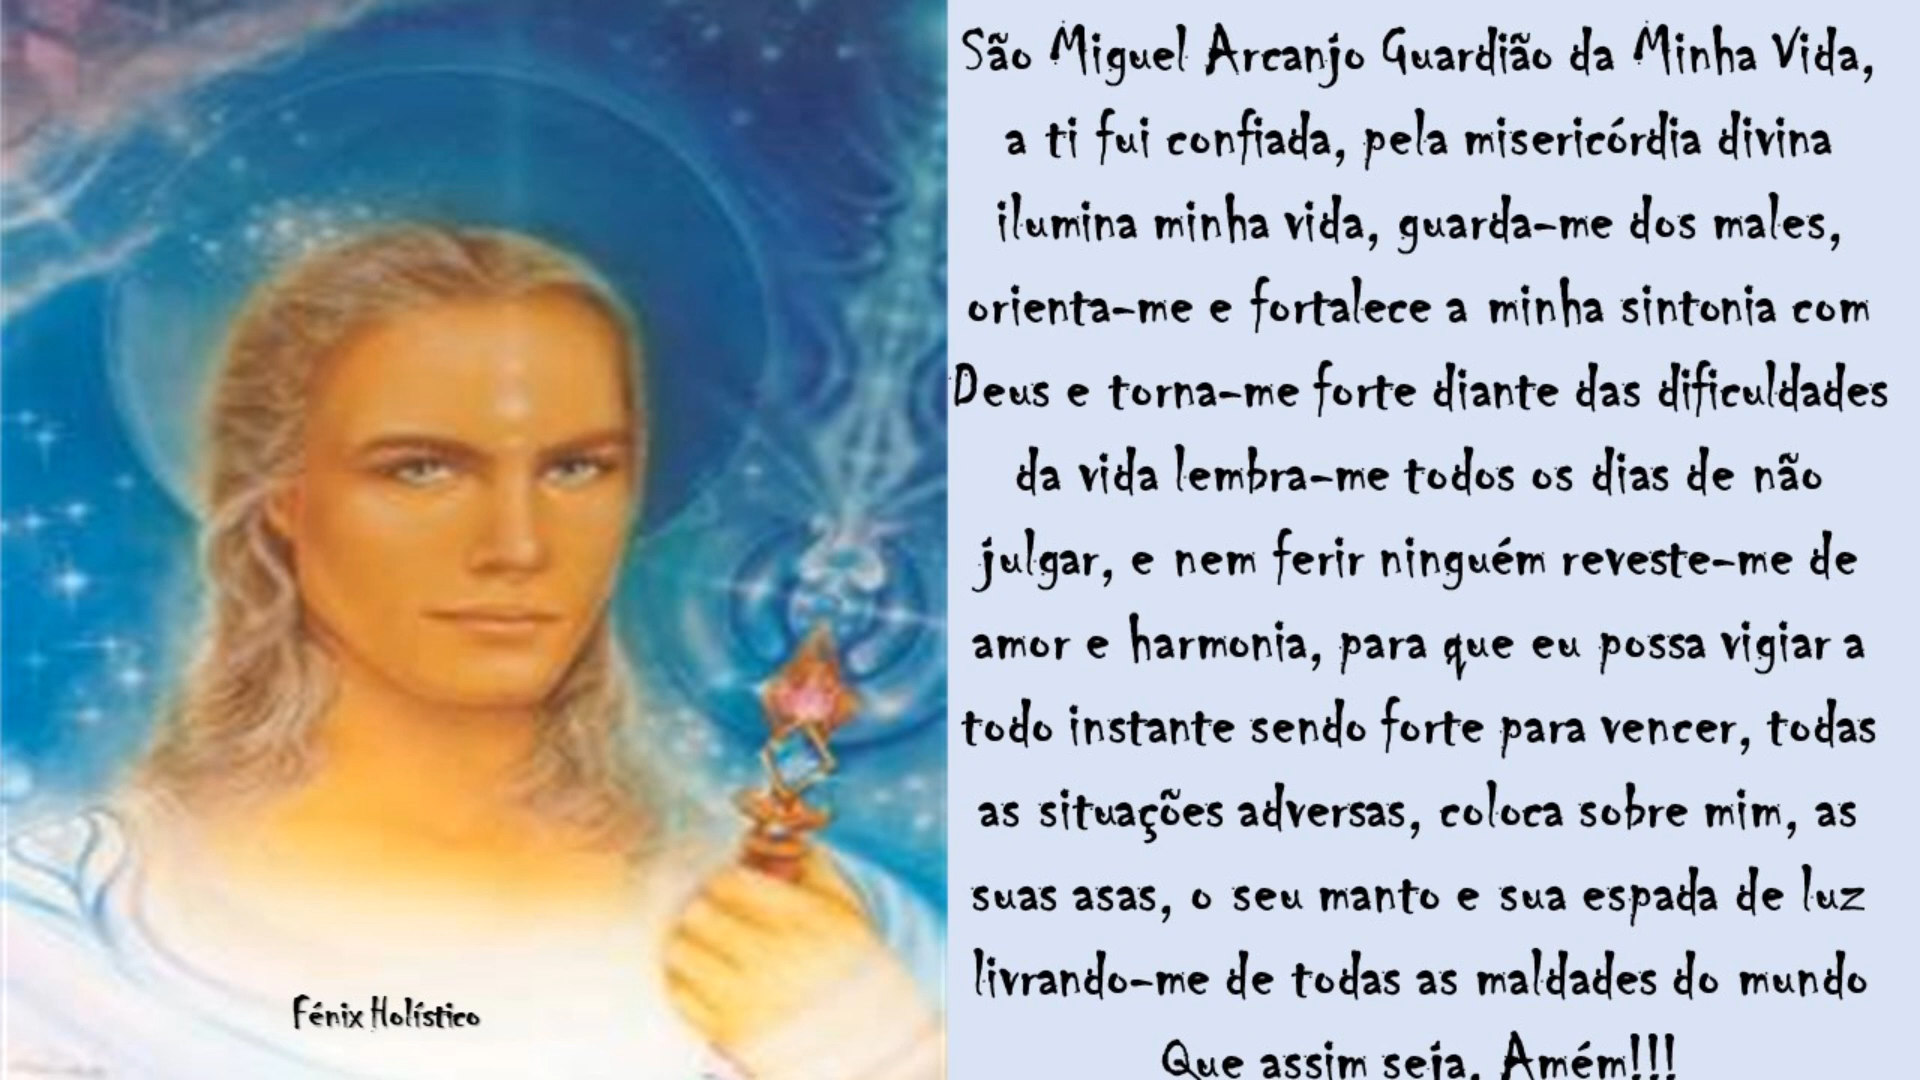 São Miguel Arcanjo Guardião da Minha Vida,
a ti fui confiada, pela misericórdia divina
ilumina minha vida, guarda-me dos males,
orienta-me e fortalece a minha sintonia com
Deus e torna-me forte diante das dificuldades
da vida lembra-me todos os dias de não
julgar, e nem ferir ninguém reveste-me de
amor e harmonia, para que eu possa vigiar a
todo instante sendo forte para vencer, todas
as situações adversas, coloca sobre mim, as
suas asas, o seu manto e sua espada de luz
livrando-me de todas as maldades do mundo
Que assim seja, Amém!!!
Fénix Holístico